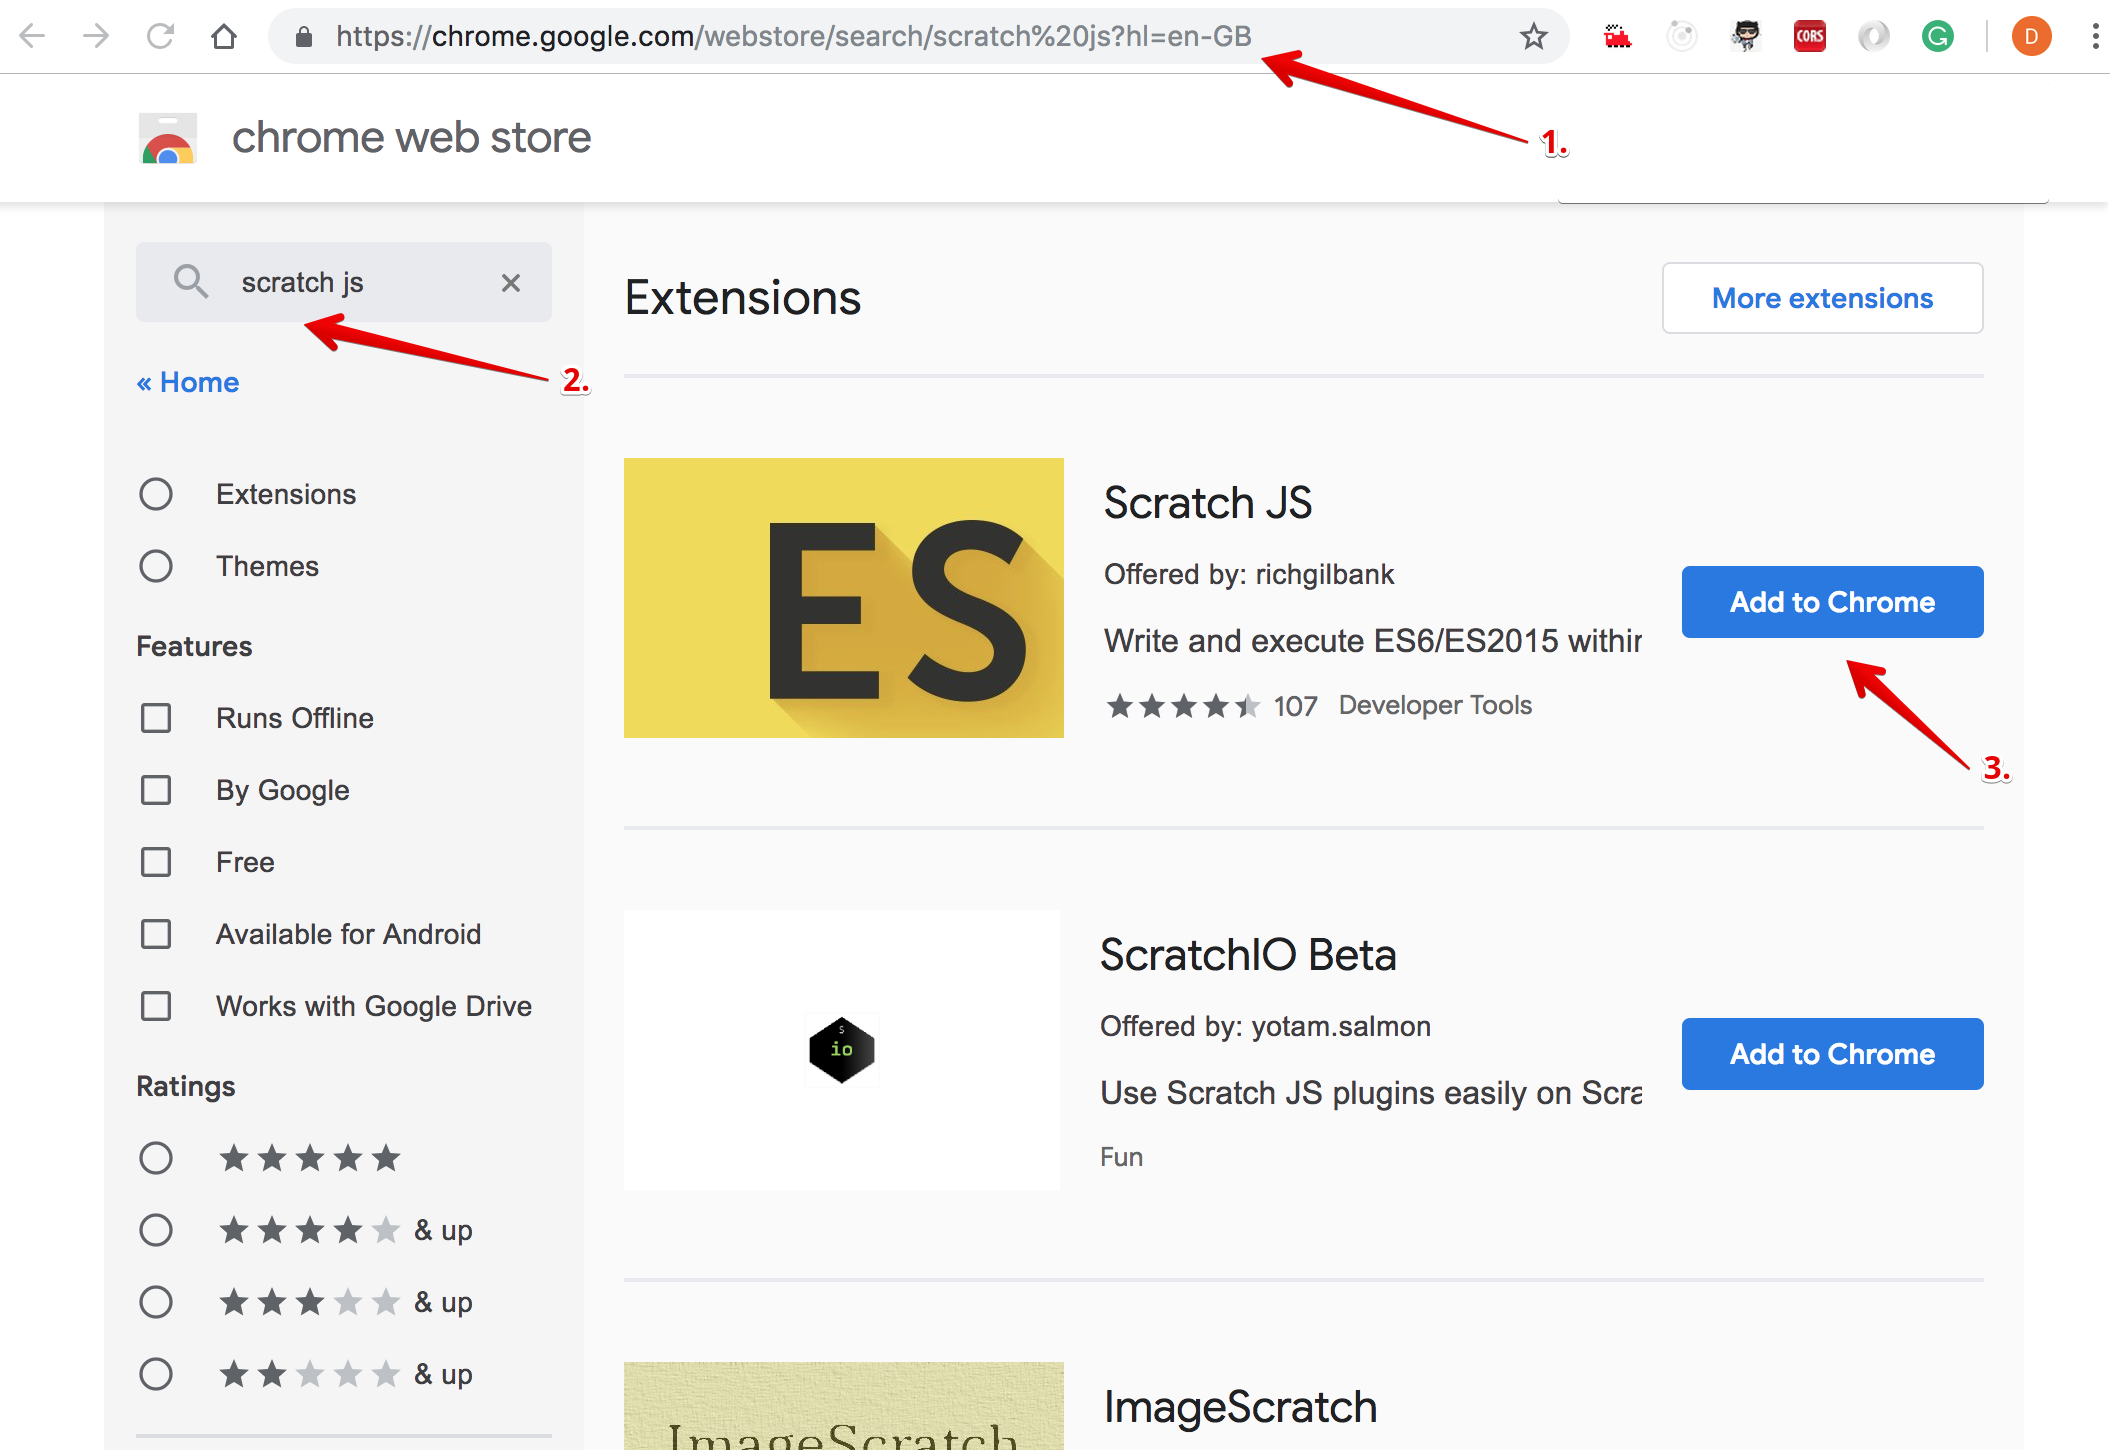 https://chrome.google.com/webstore/search/scratch%20js?hl=en-GB
CORS
G
D
1.
chrome web store
scratch js
2.
« Home
Extensions
Themes
Features
Runs Offline
By Google
Free
Available for Android
Works with Google Drive
Ratings
& up
& up
& up
Extensions
More extensions
ES
Scratch JS
Offered by: richgilbank
Write and execute ES6/ES2015 within
107 Developer Tools
Add to Chrome
3.
S
io
ScratchIO Beta
Offered by: yotam.salmon
Use Scratch JS plugins easily on Scra
Fun
Add to Chrome
ImageScratch
ImageScratch